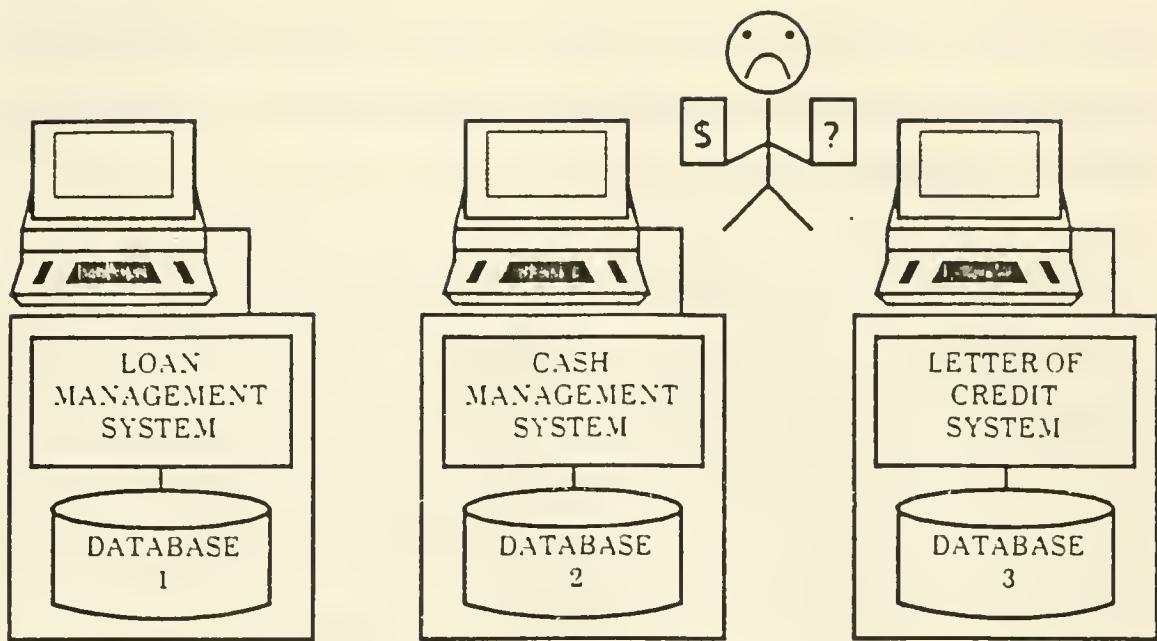 $ ?
LOAN
MANAGEMENT
SYSTEM
CASH
MANAGEMENT
SYSTEM
LETTER OF
CREDIT
SYSTEM
DATABASE
1
DATABASE
2
DATABASE
3